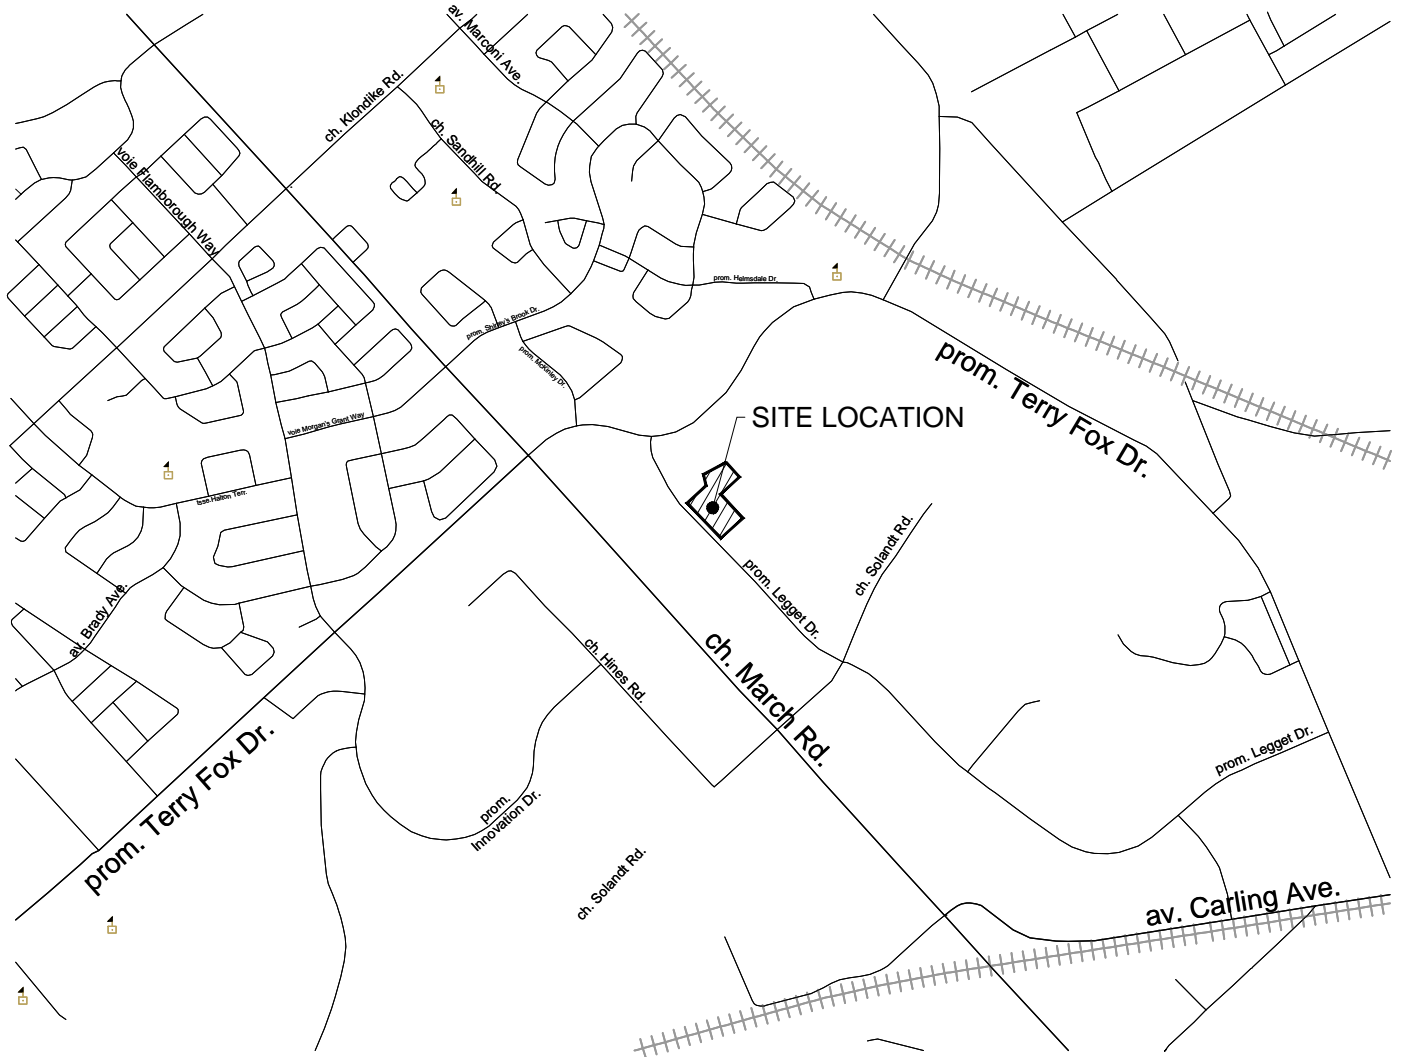 av. Marconi Ave.
ch. Klondike Rd.
ch. Sandhill Rd.
voie Flamborough Way
prom. Helmsdale Dr.
prom. Shirley's Brook Dr.
prom. McKinley Dr.
prom. Terry Fox Dr.
SITE LOCATION
voie Morgan's Grant Way
Isse.Halton Terr.
ch. Solandt Rd.
prom. Legget Dr.
av. Brady Ave.
ch. Hines Rd.
ch. March Rd.
prom. Terry Fox Dr.
prom. Legget Dr.
prom.
Innovation Dr.
ch. Solandt Rd.
av. Carling Ave.